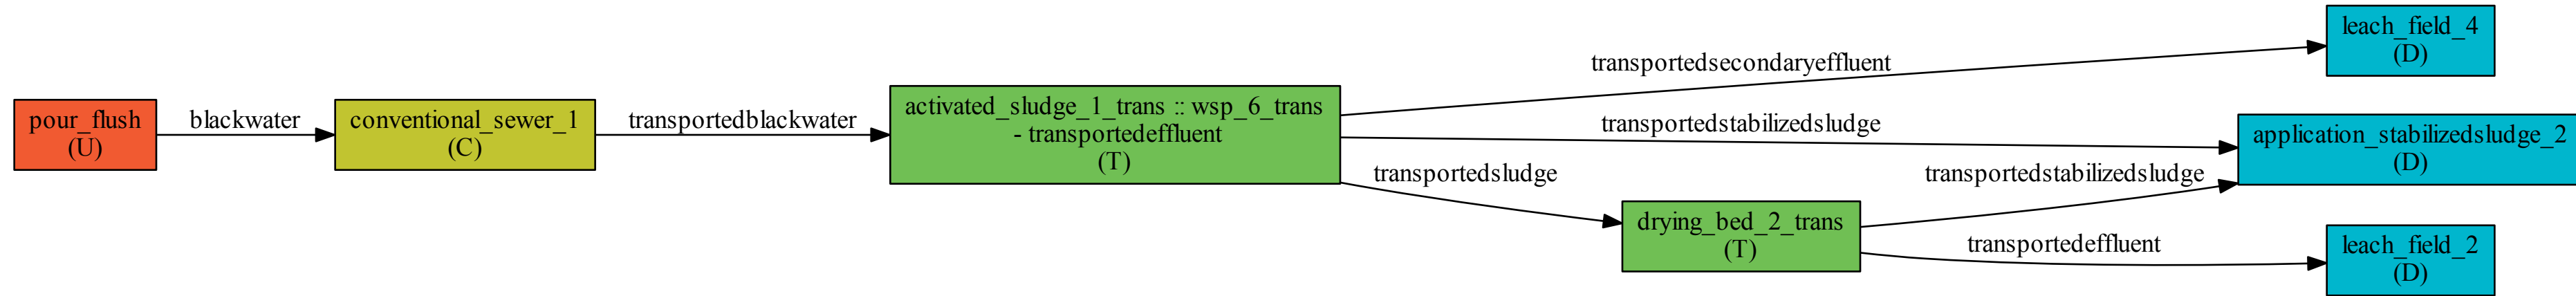 pour_flush
(U)
blackwater
conventional_sewer_1
(C)
transportedblackwater
activated_sludge_1_trans :: wsp_6_trans
- transportedeffluent
(T)
transportedsecondaryeffluent
transportedstabilizedsludge
transportedsludge
drying_bed_2_trans
(T)
transportedstabilizedsludge
transportedeffluent
leach_field_4
(D)
application_stabilizedsludge_2
(D)
leach_field_2
(D)